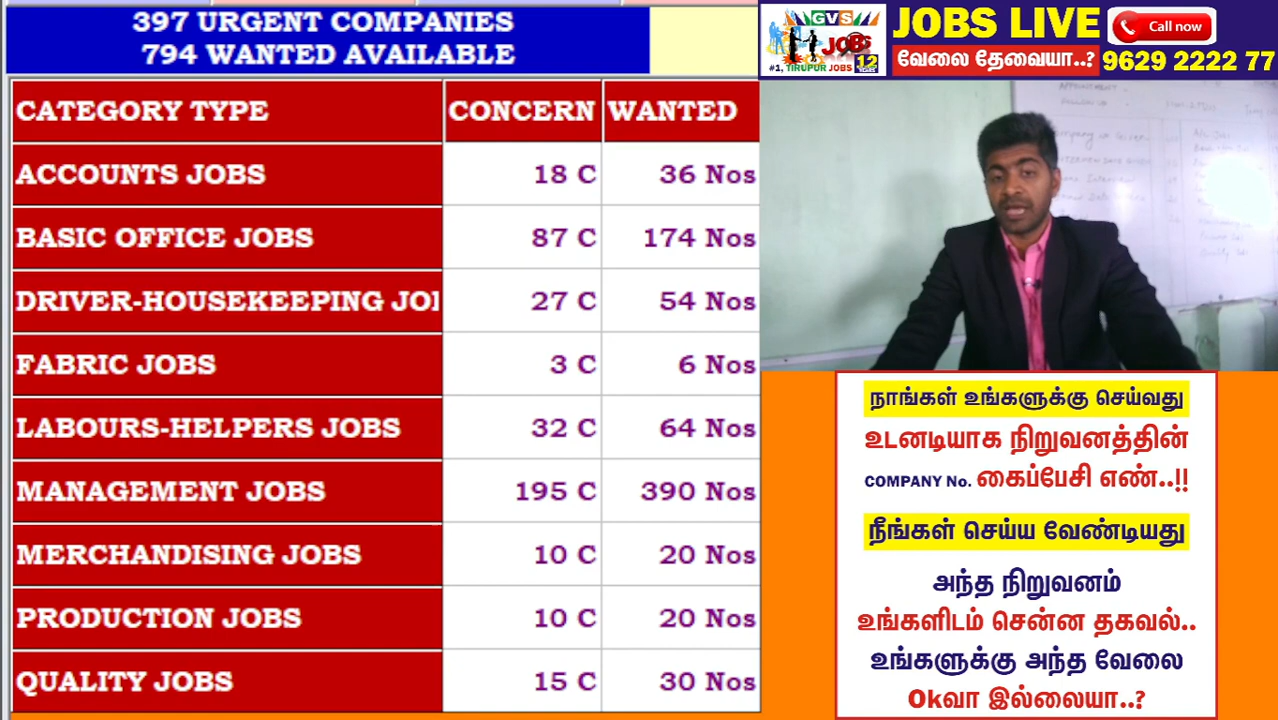 397 URGENT COMPANIES
794 WANTED AVAILABLE
CATEGORY TYPE CONCERN WANTED
ACCOUNTS JOBS 18 C 36 Nos
BASIC OFFICE JOBS 87 C 174 Nos
DRIVER-HOUSEKEEPING JOI 27 C 54 Nos
FABRIC JOBS 3 C 6 Nos
LABOURS-HELPERS JOBS 32 C 64 Nos
MANAGEMENT JOBS 195 C 390 Nos
MERCHANDISING JOBS 10 C 20 Nos
PRODUCTION JOBS 10 C 20 Nos
QUALITY JOBS 15 C 30 Nos
GVS
JOBS
#1, TIRUPUR JOBS
12
YEARS
JOBS LIVE
Call now
வேலை தேவையா..?
9629 2222 77
APPOINTMENT
நாங்கள் உங்களுக்கு செய்வது
உடனடியாக நிறுவனத்தின்
COMPANY No. கைப்பேசி எண்..!!
நீங்கள் செய்ய வேண்டியது
அந்த நிறுவனம்
உங்களிடம் சென்ன தகவல்..
உங்களுக்கு அந்த வேலை
Okவா இல்லையா..?